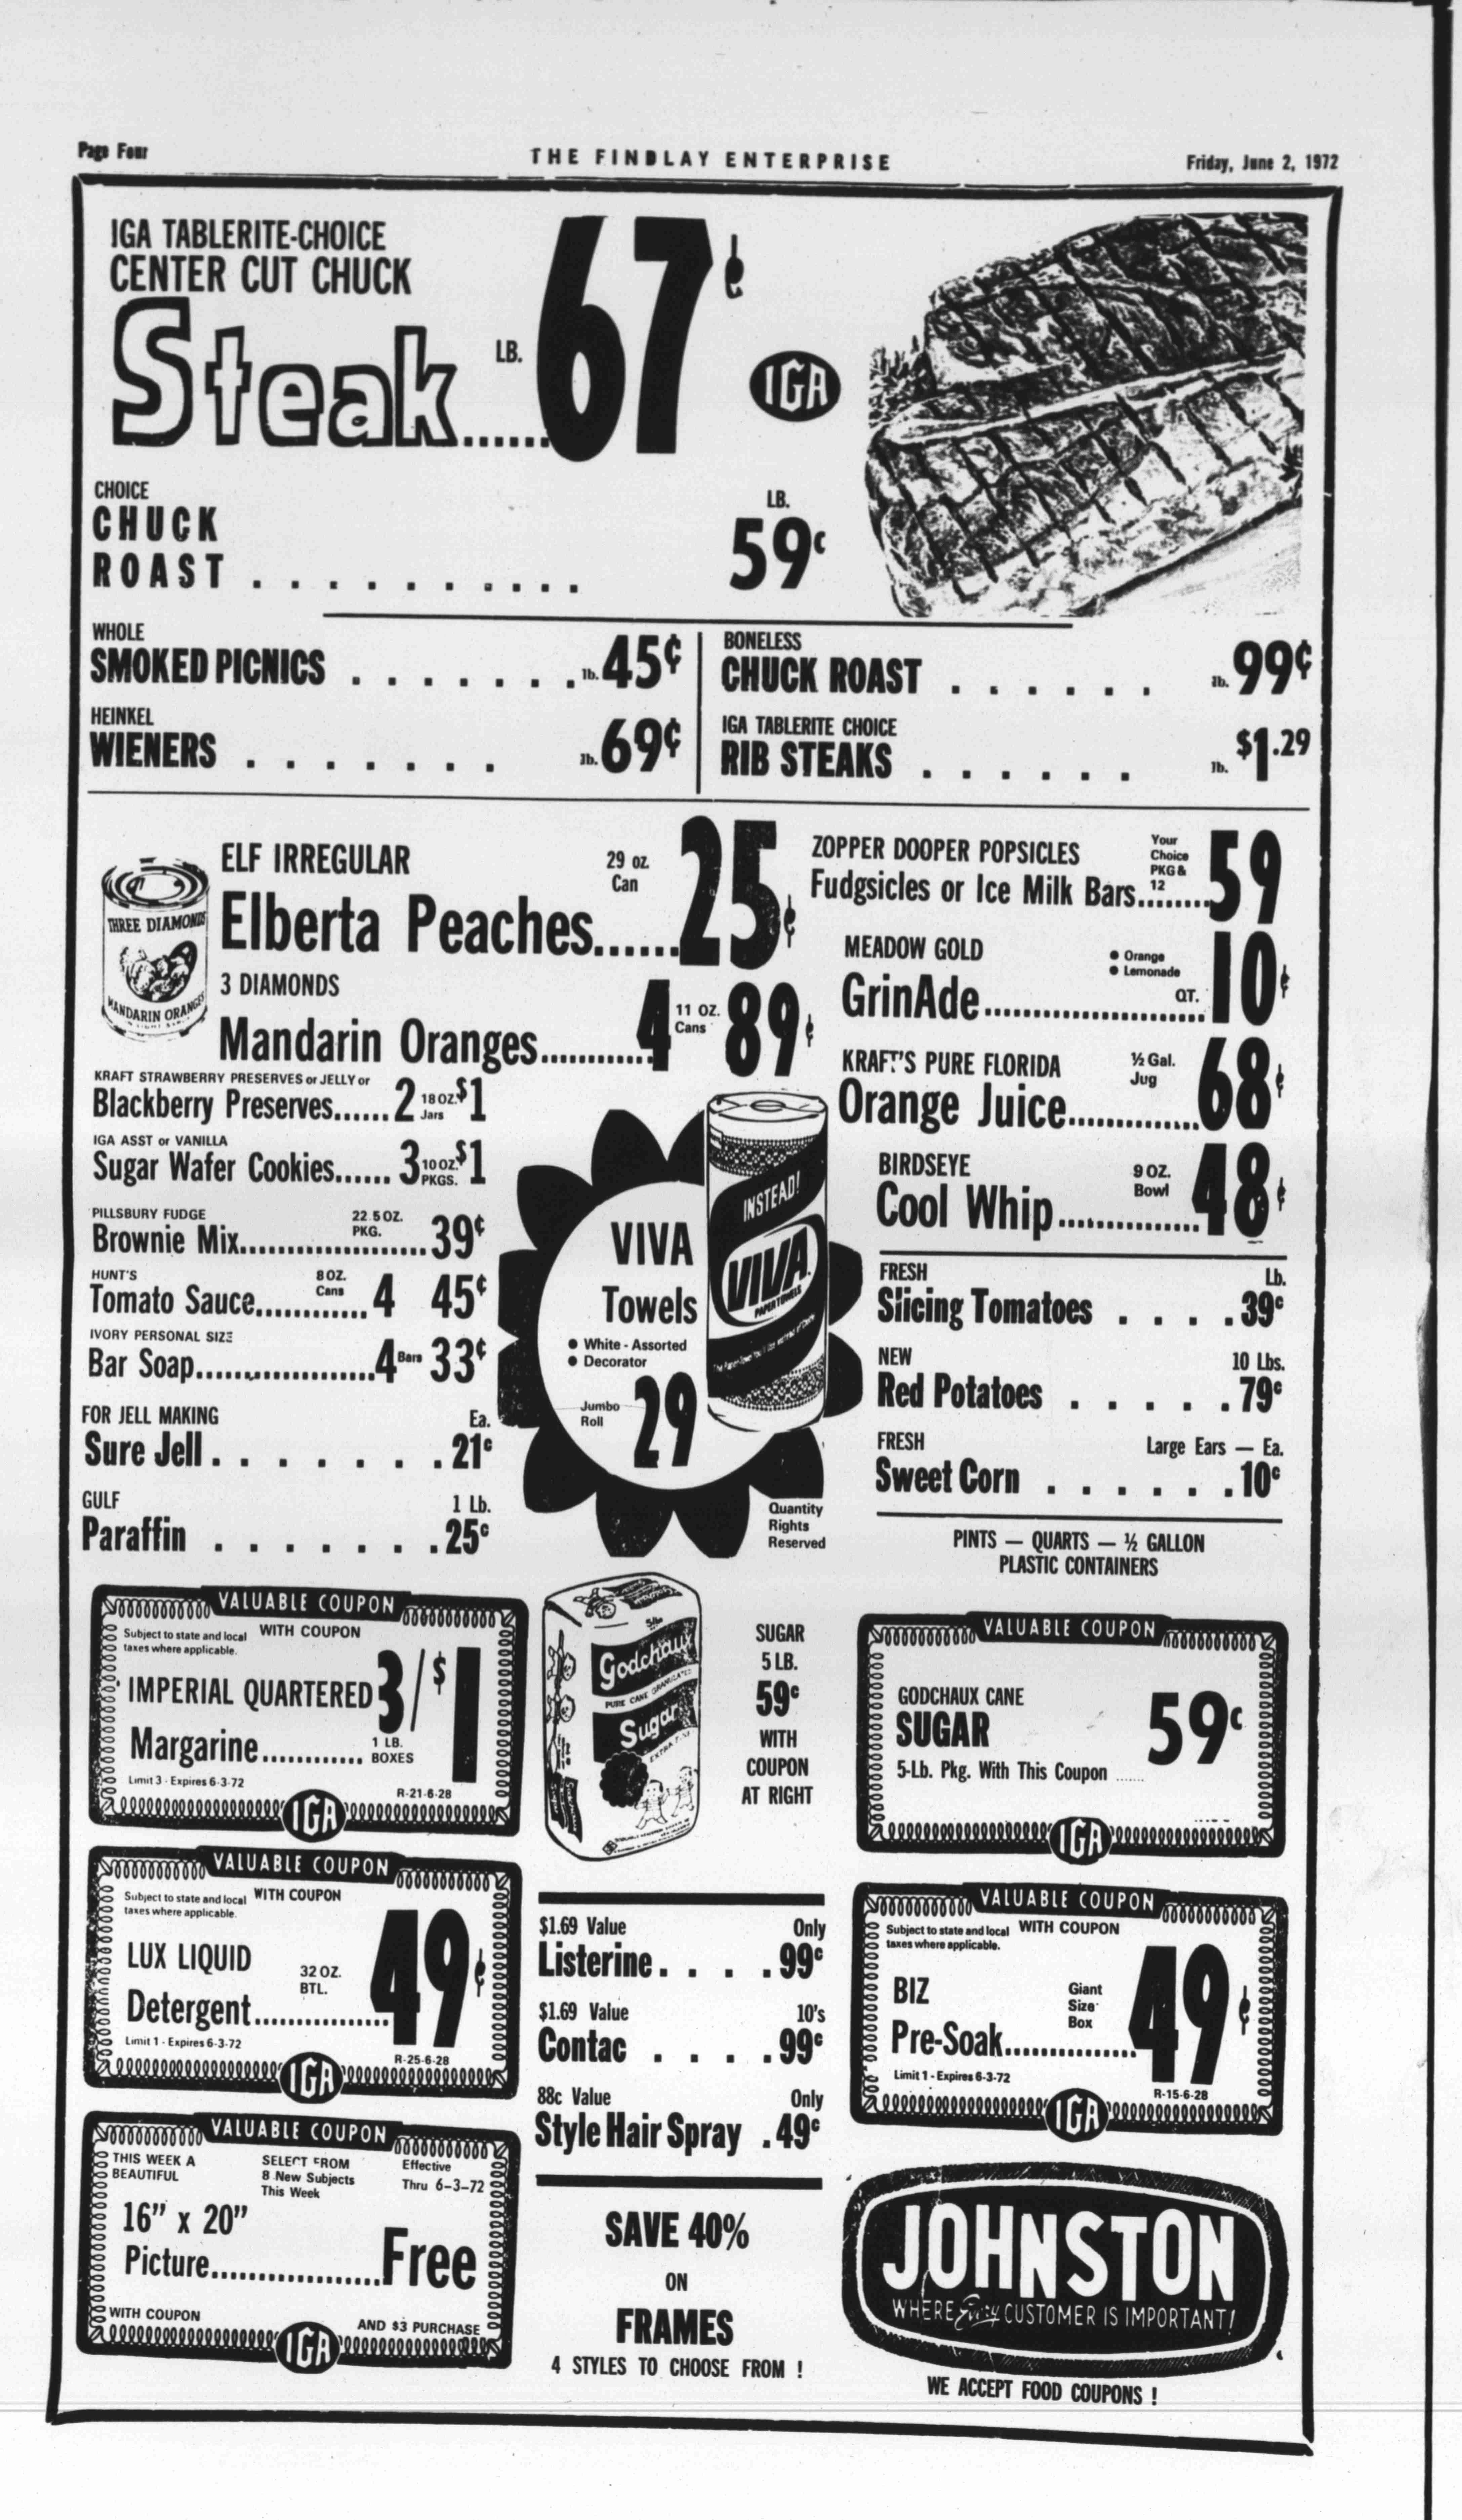 Page Four
THE FINDLAY ENTERPRISE
Friday, June 2, 1972
IGA TABLERITE-CHOICE
CENTER CUT CHUCK
Steak...... LB. 67¢
IGA
CHOICE
CHUCK
ROAST . . . . . . . . . . . LB. 59¢
WHOLE
SMOKED PICNICS . . . . . . . lb. 45¢
HEINKEL
WIENERS . . . . . . . lb. 69¢
BONELESS
CHUCK ROAST . . . . . . lb. 99¢
IGA TABLERITE CHOICE
RIB STEAKS . . . . . . lb. $1.29
THREE DIAMONDS
MANDARIN ORANGES
ELF IRREGULAR
Elberta Peaches...... 29 oz. Can 25¢
3 DIAMONDS
Mandarin Oranges............ 4 11 OZ. Cans 89¢
KRAFT STRAWBERRY PRESERVES or JELLY or
Blackberry Preserves...... 2 18 OZ. Jars $1
IGA ASST or VANILLA
Sugar Wafer Cookies...... 3 10 OZ. PKGS. $1
PILLSBURY FUDGE
Brownie Mix.................... 22.5 OZ. PKG. 39¢
HUNT'S
Tomato Sauce............ 8 OZ. Cans 4 45¢
IVORY PERSONAL SIZE
Bar Soap................... 4 Bars 33¢
FOR JELL MAKING
Sure Jell . . . . . . . . Ea. 21¢
GULF
Paraffin . . . . . . . . 1 Lb. 25¢
VIVA
Towels
• White - Assorted
• Decorator
Jumbo
Roll 29
INSTEAD!
VIVA
PAPER TOWELS
Quantity
Rights
Reserved
ZOPPER DOOPER POPSICLES
Fudgsicles or Ice Milk Bars........ Your Choice PKG & 12 59
MEADOW GOLD
• Orange
• Lemonade
GrinAde...................... QT. 10¢
KRAFT'S PURE FLORIDA
Orange Juice.............. ½ Gal. Jug 68¢
BIRDSEYE
Cool Whip............... 9 OZ. Bowl 48¢
FRESH
Slicing Tomatoes . . . . Lb. 39¢
NEW
Red Potatoes . . . . . 10 Lbs. 79¢
FRESH
Sweet Corn . . . . . . Large Ears — Ea. 10¢
PINTS — QUARTS — ½ GALLON
PLASTIC CONTAINERS
VALUABLE COUPON
Subject to state and local
taxes where applicable.
WITH COUPON
IMPERIAL QUARTERED 3/$1
Margarine............ 1 LB. BOXES
Limit 3 - Expires 6-3-72
R-21-6-28
IGA
Godchaux
PURE CANE GRANULATED
Sugar
EXTRA FINE
SUGAR
5 LB.
59¢
WITH
COUPON
AT RIGHT
VALUABLE COUPON
GODCHAUX CANE
SUGAR 59¢
5-Lb. Pkg. With This Coupon ......
IGA
VALUABLE COUPON
Subject to state and local
taxes where applicable.
WITH COUPON
LUX LIQUID
Detergent................ 32 OZ. BTL. 49¢
Limit 1 - Expires 6-3-72
R-25-6-28
IGA
$1.69 Value Only
Listerine . . . . 99¢
$1.69 Value 10's
Contac . . . . 99¢
88c Value Only
Style Hair Spray . 49¢
VALUABLE COUPON
Subject to state and local
taxes where applicable.
WITH COUPON
BIZ
Pre-Soak............... Giant Size Box 49¢
Limit 1 - Expires 6-3-72
R-15-6-28
IGA
VALUABLE COUPON
THIS WEEK A
BEAUTIFUL
SELECT FROM
8 New Subjects
This Week
Effective
Thru 6-3-72
16” x 20”
Picture................... Free
WITH COUPON
AND $3 PURCHASE
IGA
SAVE 40%
ON
FRAMES
4 STYLES TO CHOOSE FROM !
JOHNSTON
WHERE Every CUSTOMER IS IMPORTANT!
WE ACCEPT FOOD COUPONS !